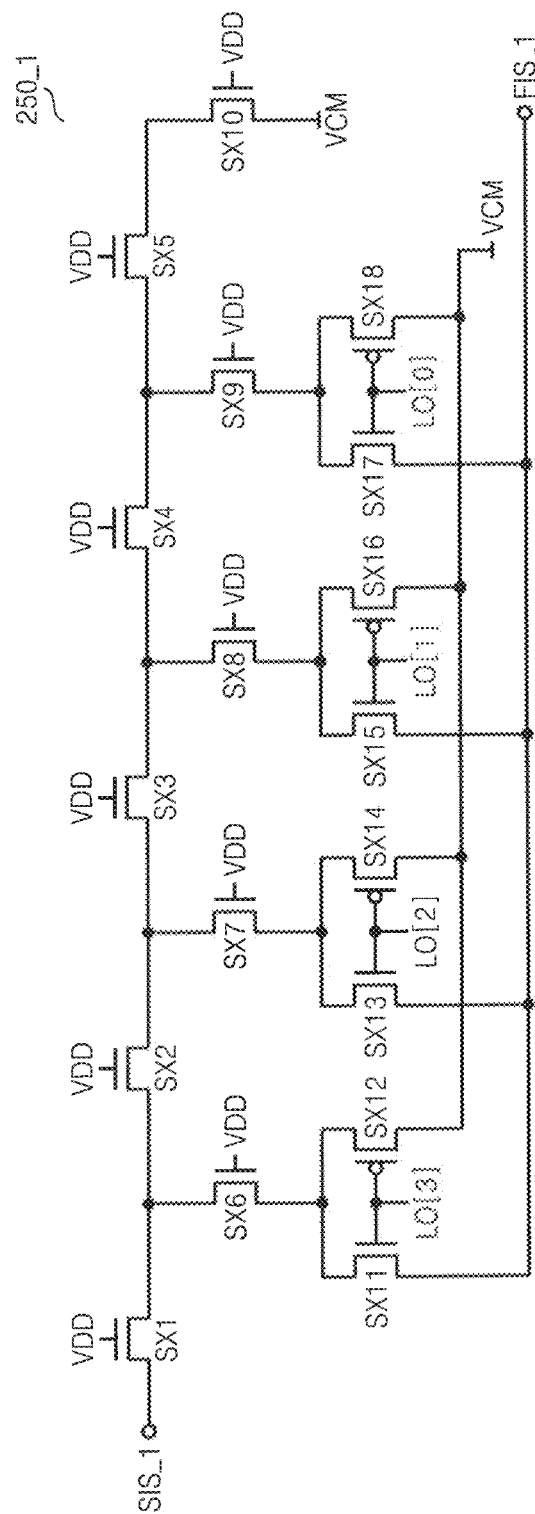 250_1
VDD VDD VDD VDD VDD
SIS_1 SX1 SX2 SX3 SX4 SX5
VDD VDD VDD VDD VDD
SX6 SX7 SX8 SX9 SX10
VCM
SX11 SX12 SX13 SX14 SX15 SX16 SX17 SX18
LO[3] LO[2] LO[1] LO[0]
VCM
FIS_1